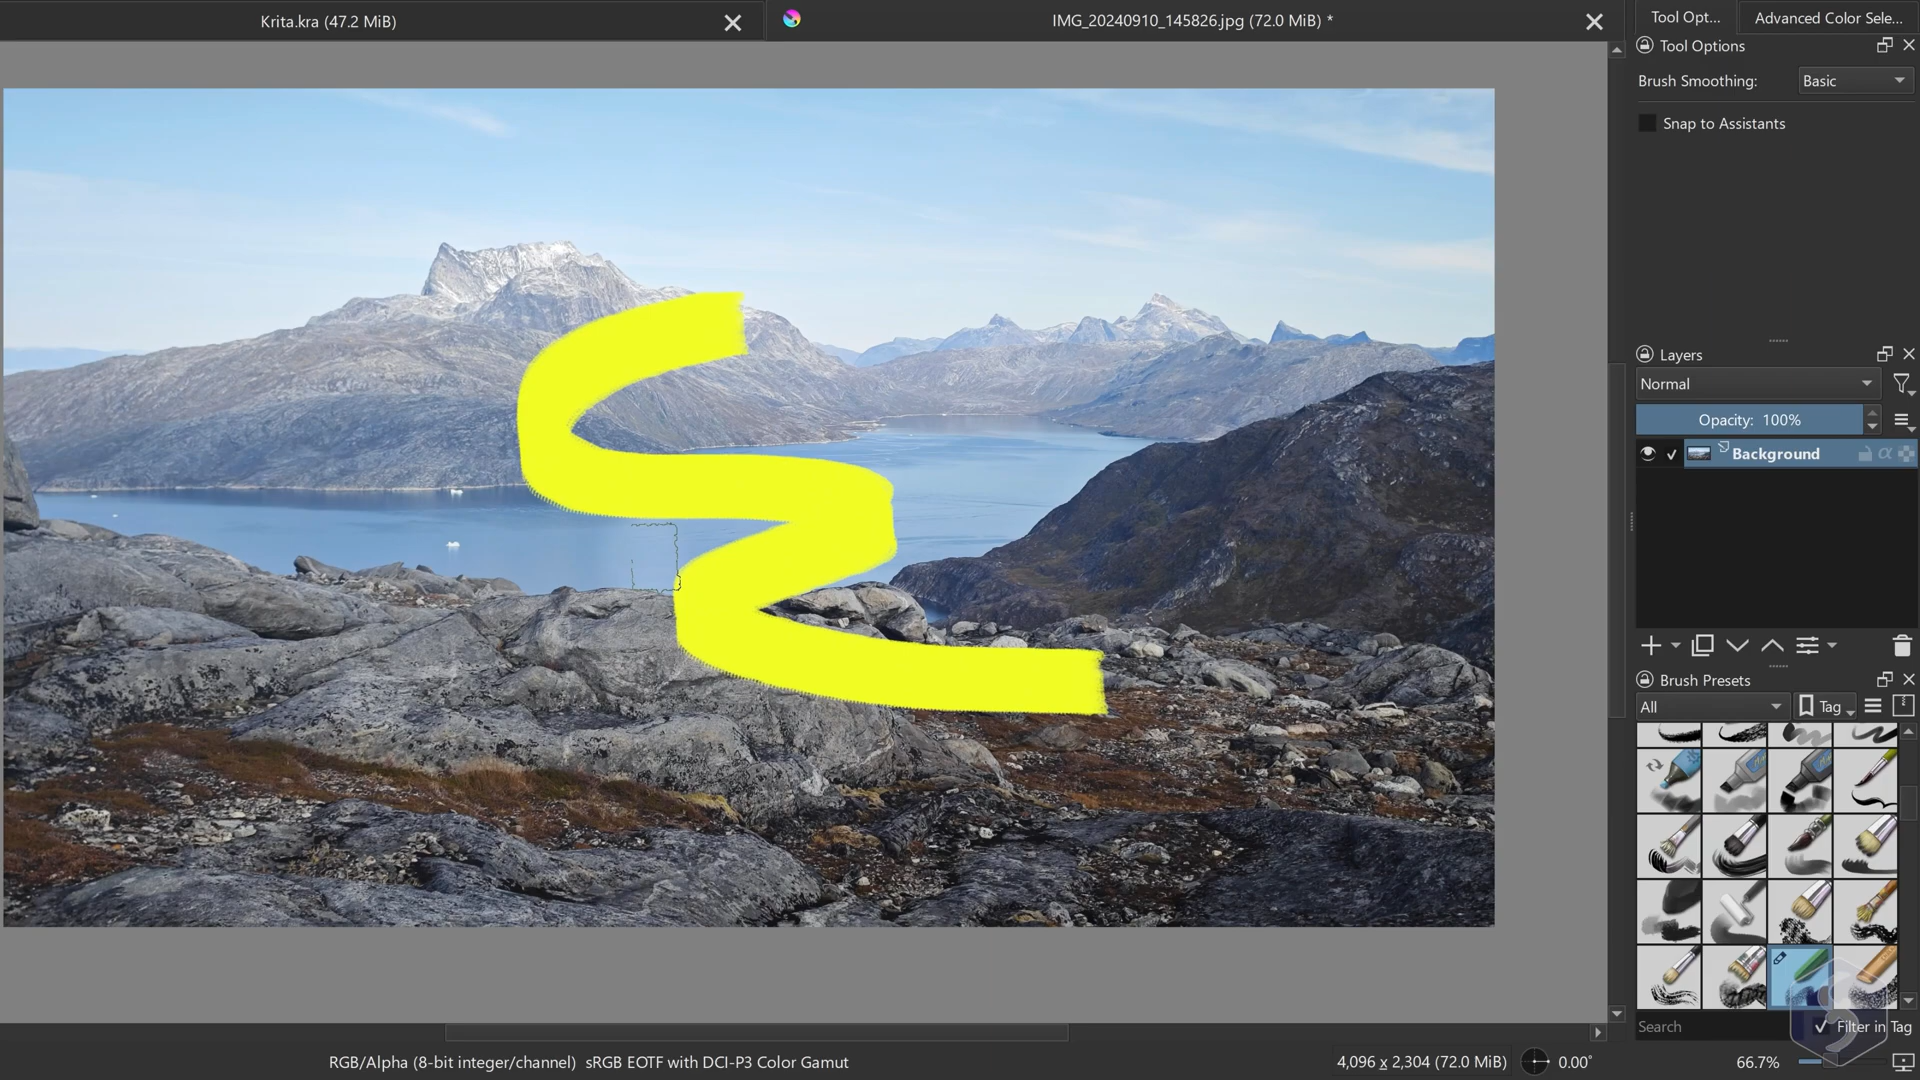 Krita.kra (47.2 MiB)
IMG_20240910_145826.jpg (72.0 MiB) *
Tool Opt...
Advanced Color Sele...
Tool Options
Brush Smoothing:
Basic
Snap to Assistants
Layers
Normal
Opacity: 100%
Background
Brush Presets
All
Tag
Search
Filter in Tag
RGB/Alpha (8-bit integer/channel) sRGB EOTF with DCI-P3 Color Gamut
4,096 x 2,304 (72.0 MiB)
0.00°
66.7%